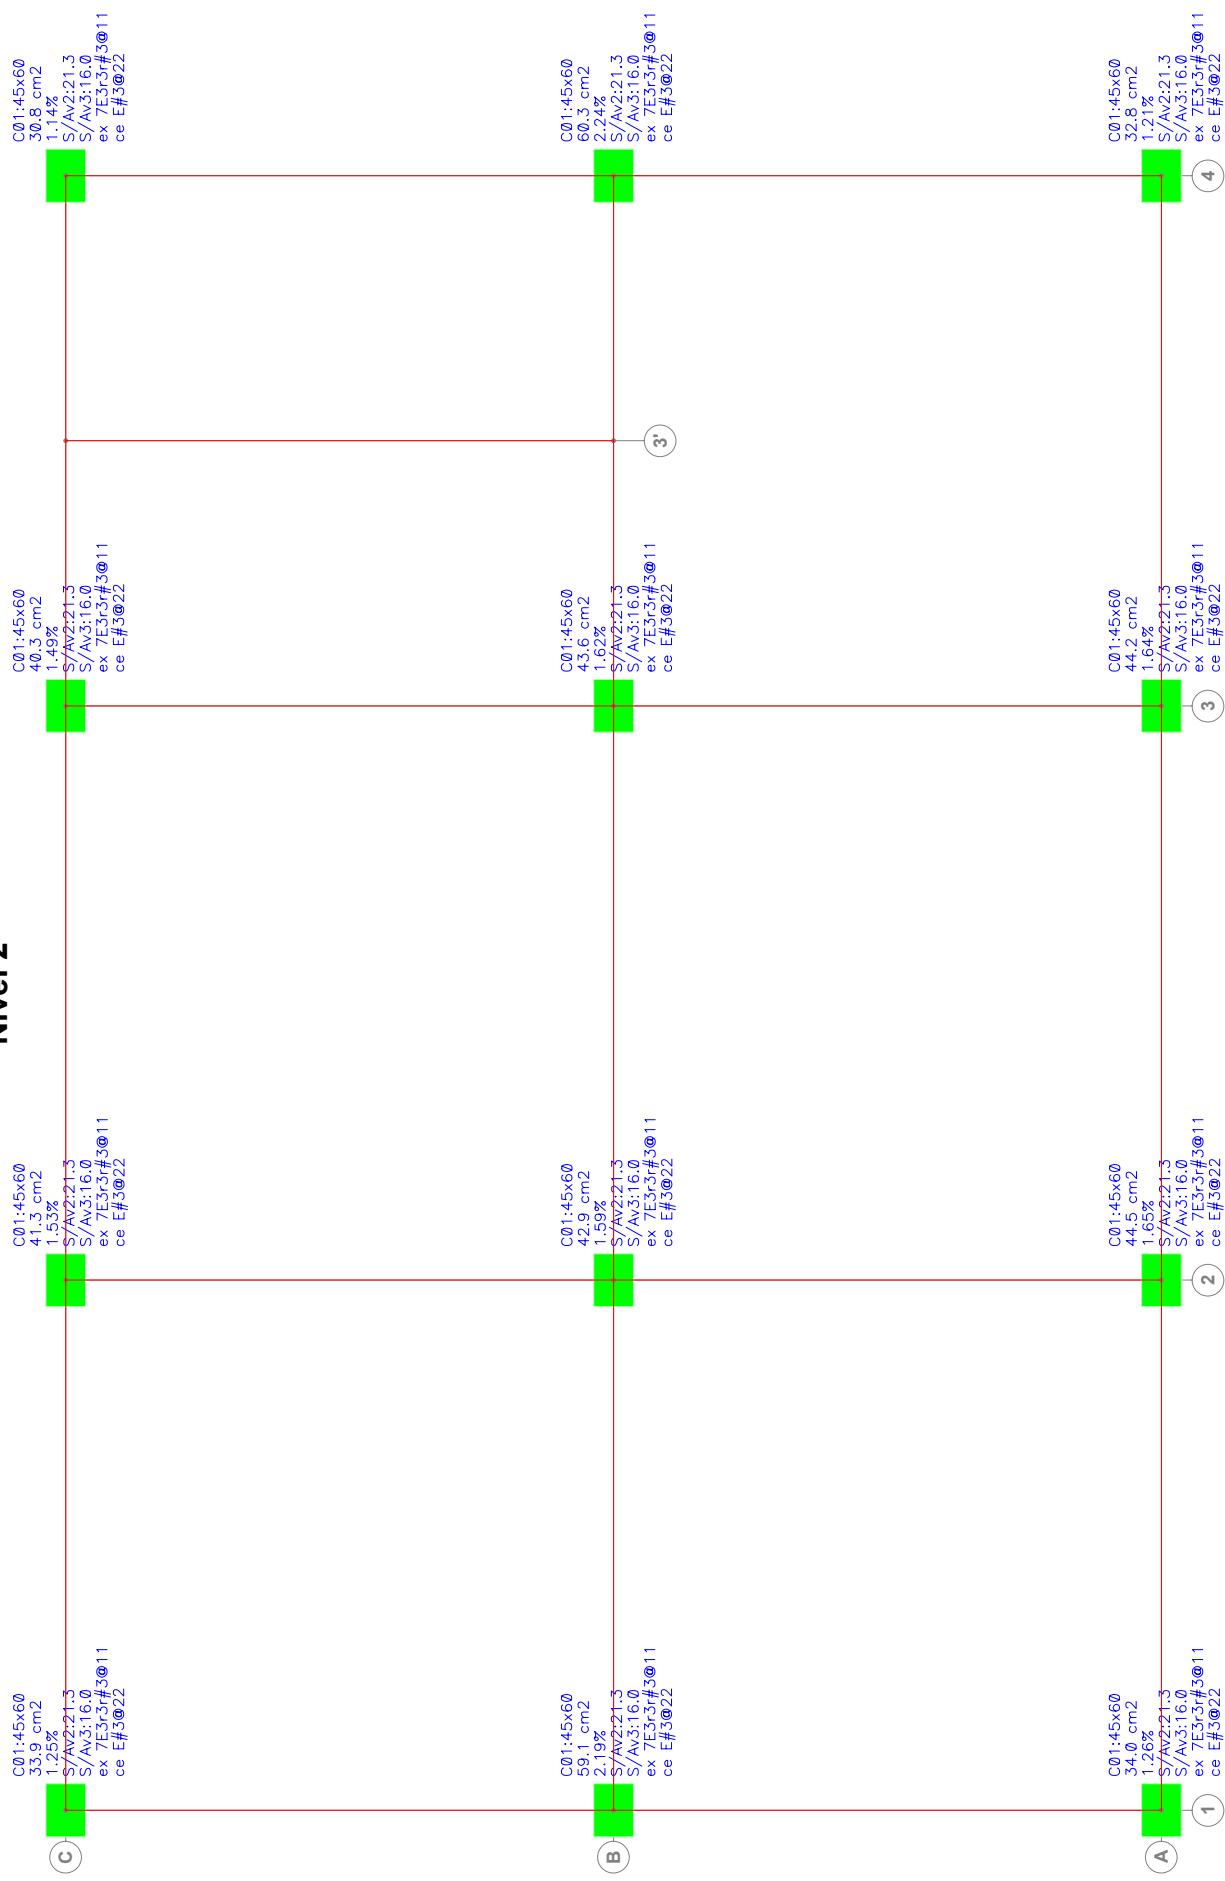 Nivel 2
C
C01:45x60
33.9 cm2
1.25%
S/Av2:21.3
S/Av3:16.0
ex 7E3r3r#3@11
ce E#3@22
C01:45x60
41.3 cm2
1.53%
S/Av2:21.3
S/Av3:16.0
ex 7E3r3r#3@11
ce E#3@22
C01:45x60
40.3 cm2
1.49%
S/Av2:21.3
S/Av3:16.0
ex 7E3r3r#3@11
ce E#3@22
C01:45x60
30.8 cm2
1.14%
S/Av2:21.3
S/Av3:16.0
ex 7E3r3r#3@11
ce E#3@22
B
C01:45x60
59.1 cm2
2.19%
S/Av2:21.3
S/Av3:16.0
ex 7E3r3r#3@11
ce E#3@22
C01:45x60
42.9 cm2
1.59%
S/Av2:21.3
S/Av3:16.0
ex 7E3r3r#3@11
ce E#3@22
C01:45x60
43.6 cm2
1.62%
S/Av2:21.3
S/Av3:16.0
ex 7E3r3r#3@11
ce E#3@22
C01:45x60
60.3 cm2
2.24%
S/Av2:21.3
S/Av3:16.0
ex 7E3r3r#3@11
ce E#3@22
3'
A
C01:45x60
34.0 cm2
1.26%
S/Av2:21.3
S/Av3:16.0
ex 7E3r3r#3@11
ce E#3@22
C01:45x60
44.5 cm2
1.65%
S/Av2:21.3
S/Av3:16.0
ex 7E3r3r#3@11
ce E#3@22
C01:45x60
44.2 cm2
1.64%
S/Av2:21.3
S/Av3:16.0
ex 7E3r3r#3@11
ce E#3@22
C01:45x60
32.8 cm2
1.21%
S/Av2:21.3
S/Av3:16.0
ex 7E3r3r#3@11
ce E#3@22
1
2
3
4